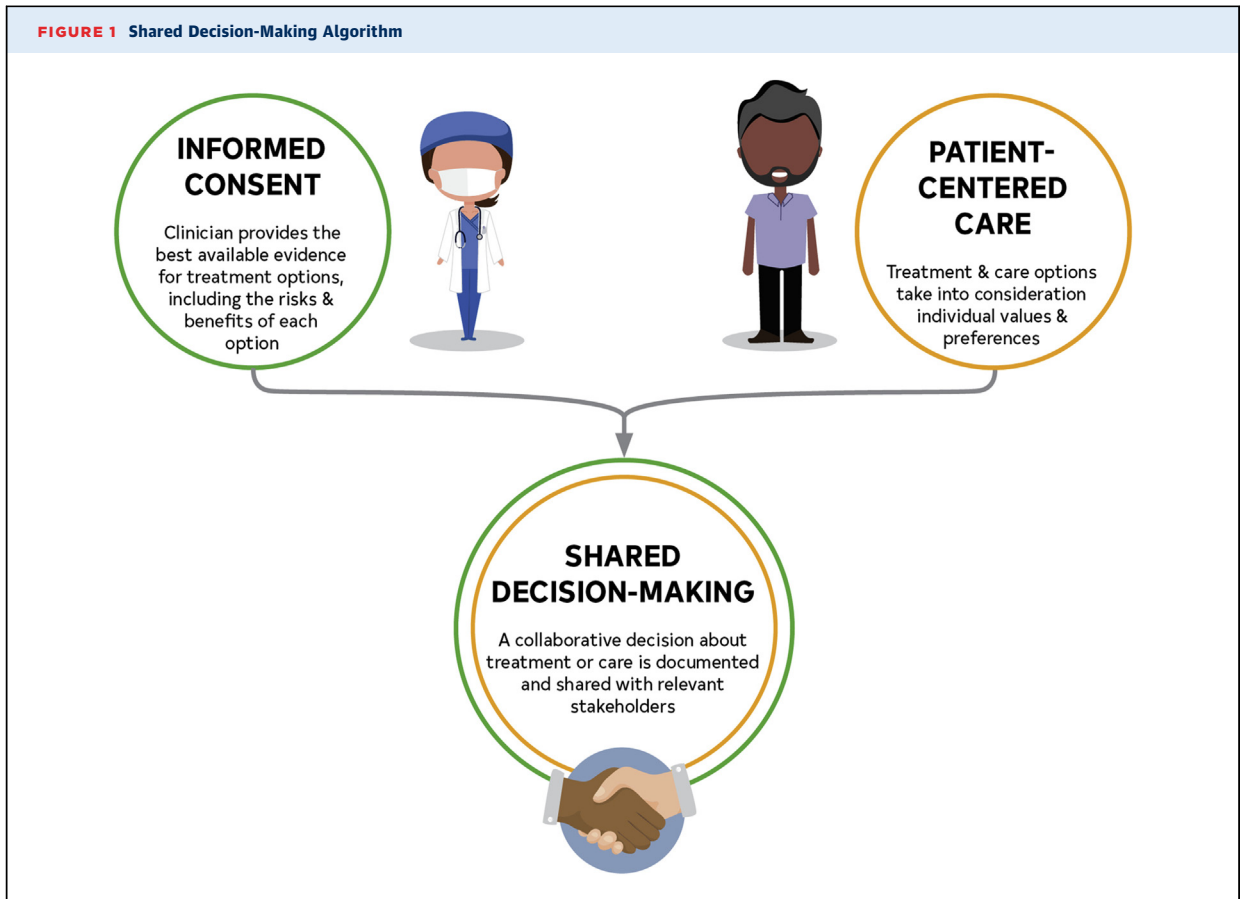 FIGURE 1 Shared Decision-Making Algorithm
INFORMED
CONSENT
Clinician provides the
best available evidence
for treatment options,
including the risks &
benefits of each
option
PATIENT-
CENTERED
CARE
Treatment & care options
take into consideration
individual values &
preferences
SHARED
DECISION-MAKING
A collaborative decision about
treatment or care is documented
and shared with relevant
stakeholders